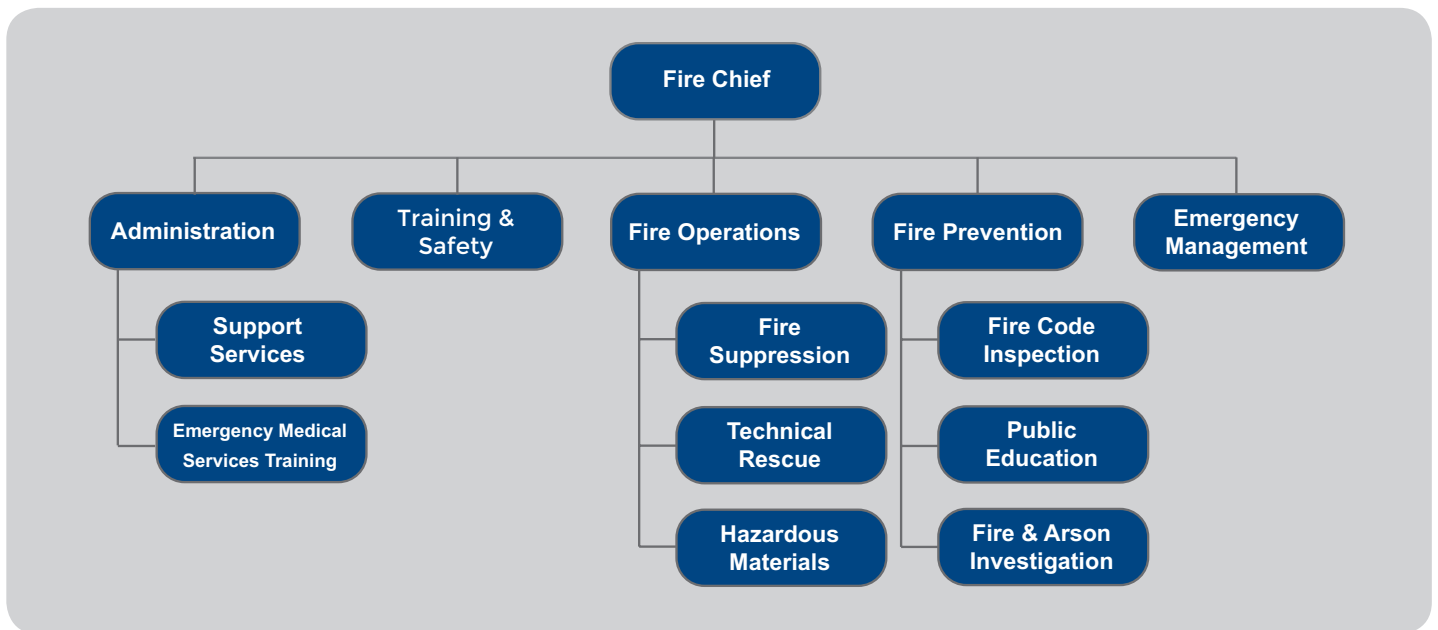 Fire Chief
Administration
Training &
Safety
Fire Operations
Fire Prevention
Emergency
Management
Support
Services
Emergency Medical
Services Training
Fire
Suppression
Technical
Rescue
Hazardous
Materials
Fire Code
Inspection
Public
Education
Fire & Arson
Investigation